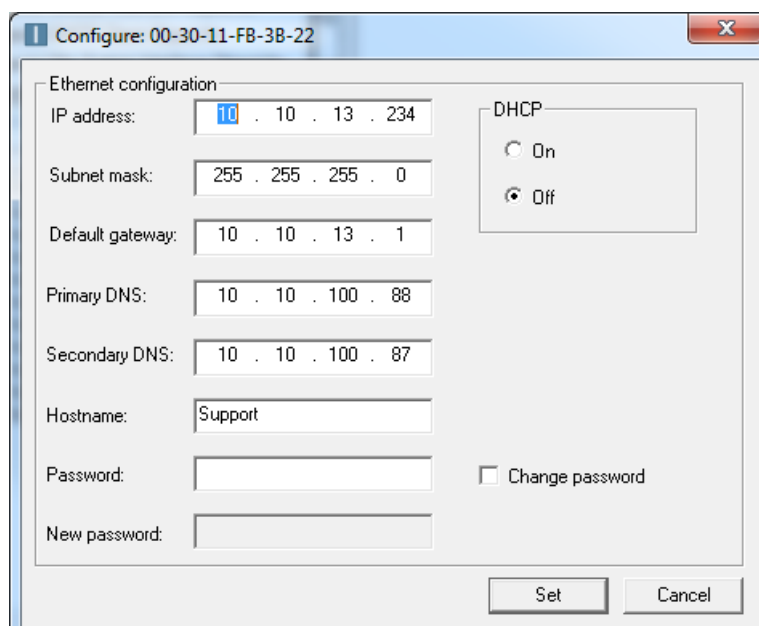 Configure: 00-30-11-FB-3B-22
Ethernet configuration
IP address: 10 . 10 . 13 . 234
DHCP
On
Subnet mask: 255 . 255 . 255 . 0
Off
Default gateway: 10 . 10 . 13 . 1
Primary DNS: 10 . 10 . 100 . 88
Secondary DNS: 10 . 10 . 100 . 87
Hostname: Support
Password:
Change password
New password:
Set
Cancel